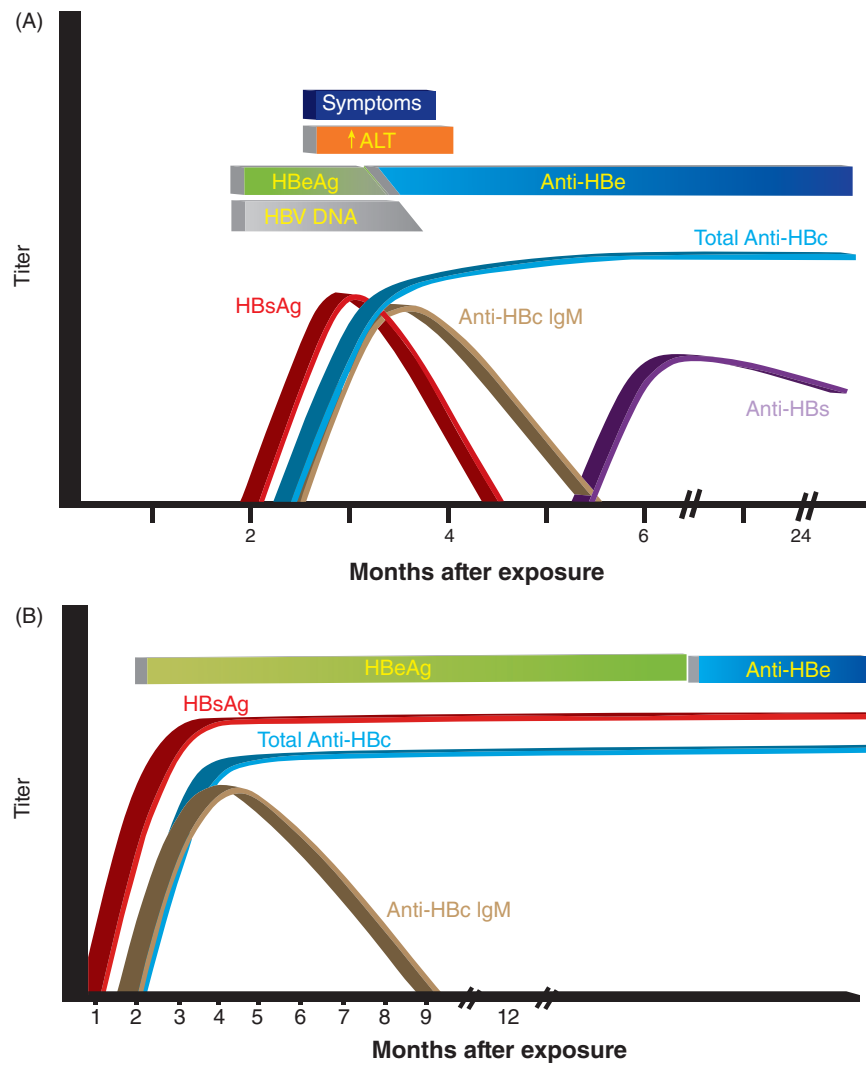 (A)
Symptoms
↑ALT
HBeAg
Anti-HBe
HBV DNA
Total Anti-HBc
HBsAg
Anti-HBc IgM
Anti-HBs
Titer
2 4 6 24
Months after exposure
(B)
HBeAg
Anti-HBe
HBsAg
Total Anti-HBc
Anti-HBc IgM
Titer
1 2 3 4 5 6 7 8 9 12
Months after exposure